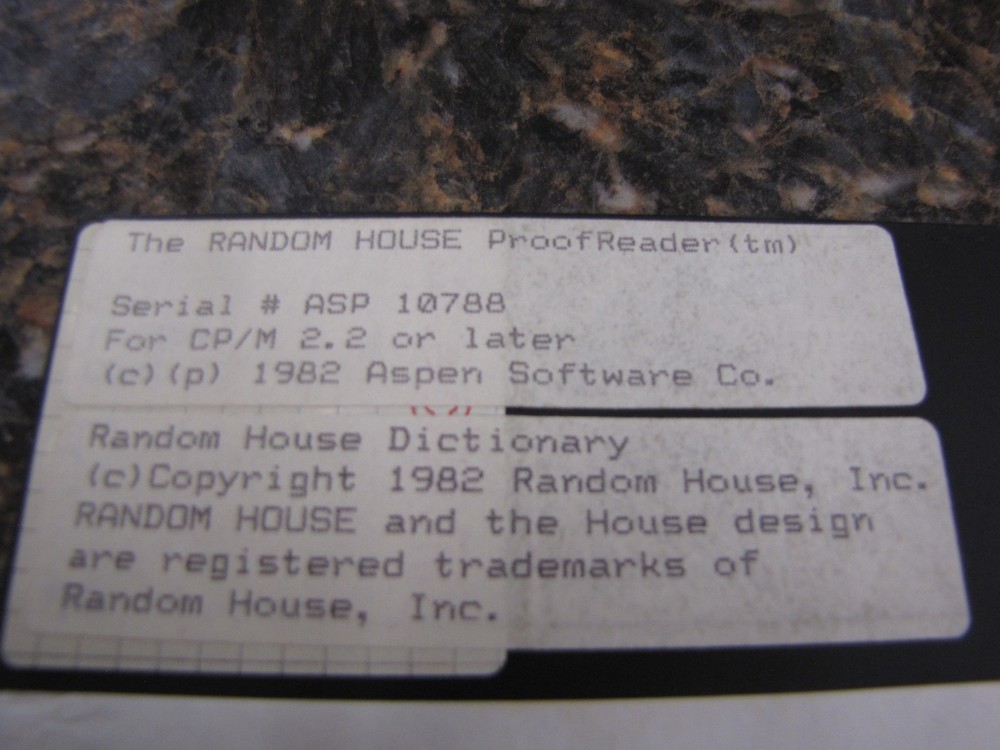 The RANDOM HOUSE ProofReader(tm)
Serial # ASP 10788
For CP/M 2.2 or later
(c)(p) 1982 Aspen Software Co.
Random House Dictionary
(c)Copyright 1982 Random House, Inc.
RANDOM HOUSE and the House design
are registered trademarks of
Random House, Inc.